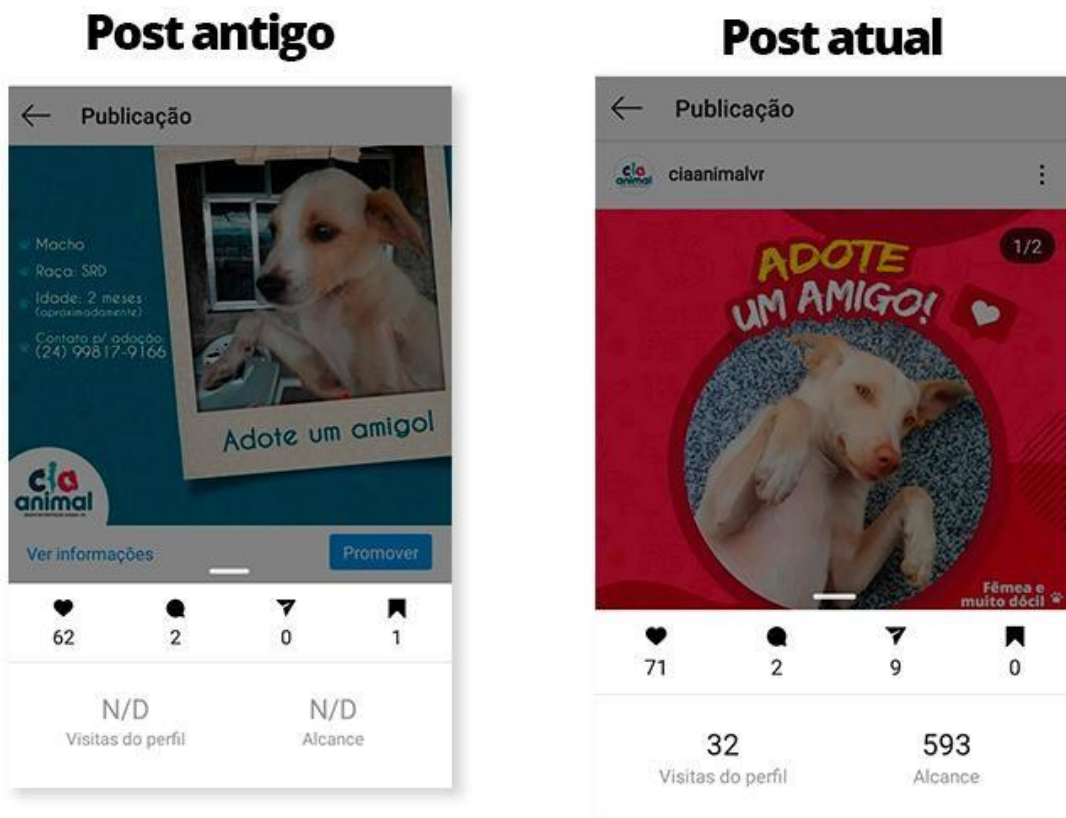 Post antigo
Publicação
Macho
Raça: SRD
Idade: 2 meses
(aproximadamente)
Contato p/ adoção:
(24) 99817-9166
Adote um amigo!
cia
animal
Ver informações
Promover
62
2
0
1
N/D
N/D
Visitas do perfil
Alcance
Post atual
Publicação
cia
animal
ciaanimalvr
1/2
ADOTE
UM AMIGO!
Fêmea e
muito dócil
71
2
9
0
32
593
Visitas do perfil
Alcance